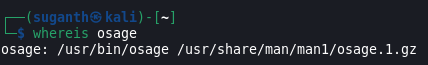 ┌──(suganth㉿kali)-[~]
└─$ whereis osage
osage: /usr/bin/osage /usr/share/man/man1/osage.1.gz